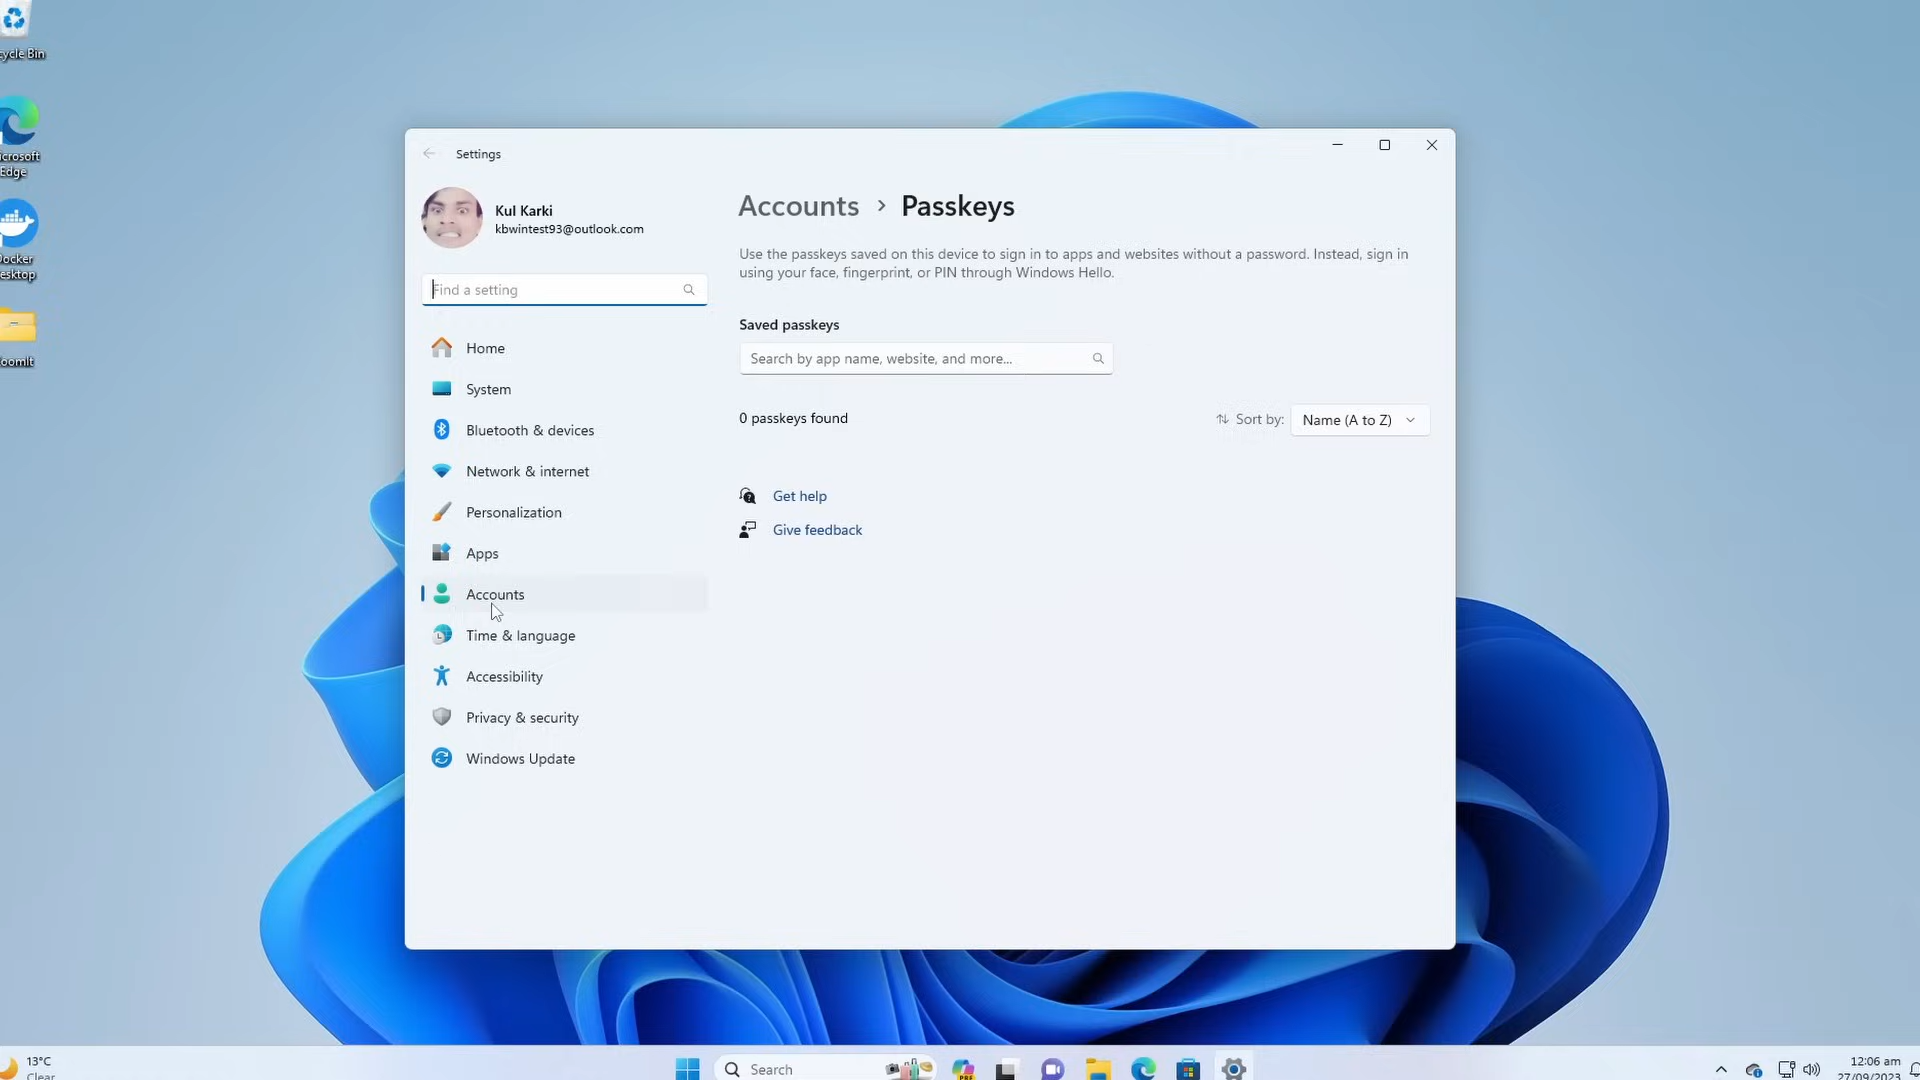 cycle Bin
icrosoft
Edge
Docker
esktop
oomIt
Settings
Kul Karki
kbwintest93@outlook.com
Find a setting
Home
System
Bluetooth & devices
Network & internet
Personalization
Apps
Accounts
Time & language
Accessibility
Privacy & security
Windows Update
Accounts > Passkeys
Use the passkeys saved on this device to sign in to apps and websites without a password. Instead, sign in
using your face, fingerprint, or PIN through Windows Hello.
Saved passkeys
Search by app name, website, and more...
0 passkeys found
Sort by: Name (A to Z)
Get help
Give feedback
13°C
Clear
Search
12:06 am
27/09/2023